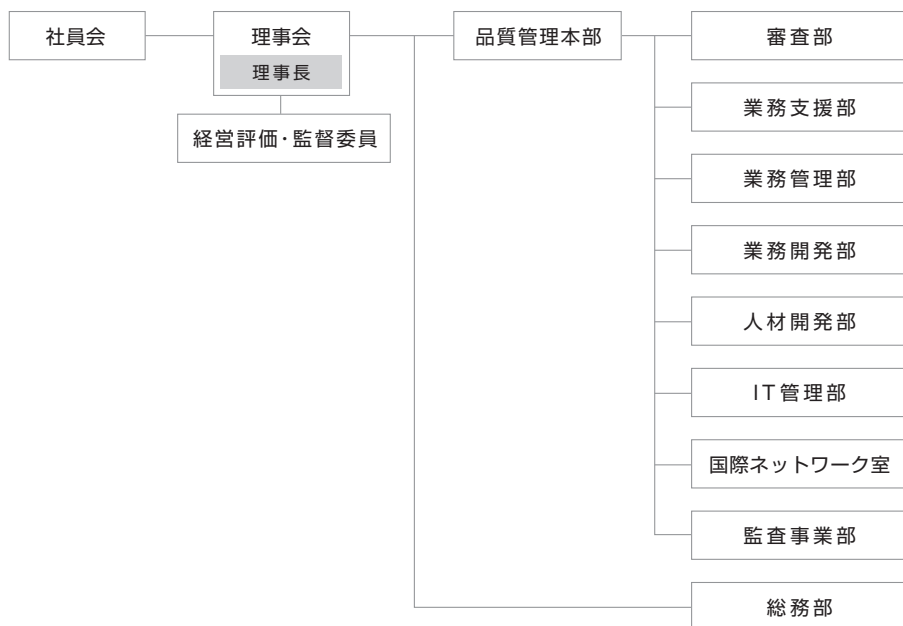 社員会
理事会
理事長
経営評価・監督委員
品質管理本部
審査部
業務支援部
業務管理部
業務開発部
人材開発部
IT管理部
国際ネットワーク室
監査事業部
総務部